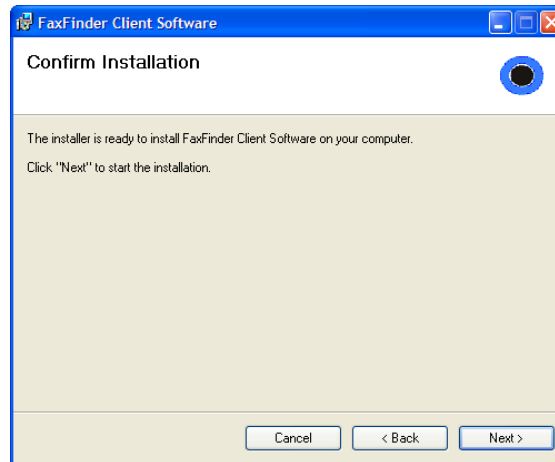 FaxFinder Client Software
Confirm Installation
The installer is ready to install FaxFinder Client Software on your computer.
Click "Next" to start the installation.
Cancel
< Back
Next >